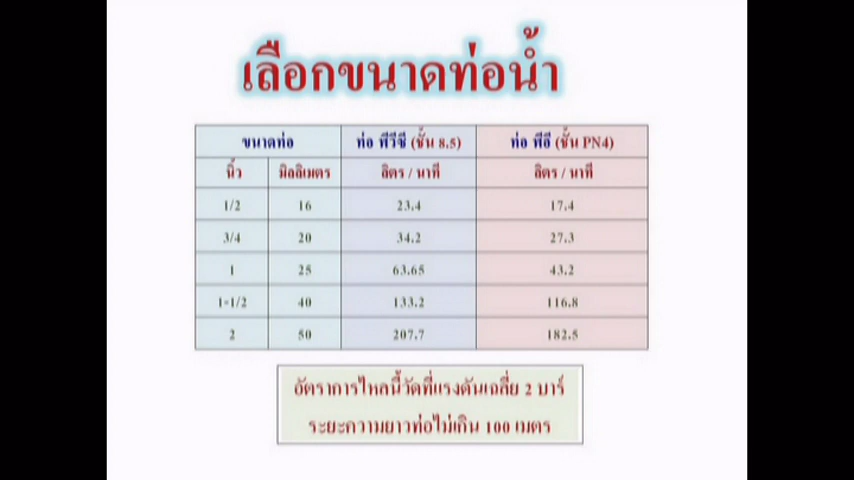 เลือกขนาดท่อน้ำ
ขนาดท่อ ท่อ พีวีซี (ชั้น 8.5) ท่อ พีอี (ชั้น PN4)
นิ้ว มิลลิเมตร ลิตร / นาที ลิตร / นาที
1/2 16 23.4 17.4
3/4 20 34.2 27.3
1 25 63.65 43.2
1-1/2 40 133.2 116.8
2 50 207.7 182.5
อัตราการไหลนี้วัดที่แรงดันเฉลี่ย 2 บาร์
ระยะความยาวท่อไม่เกิน 100 เมตร